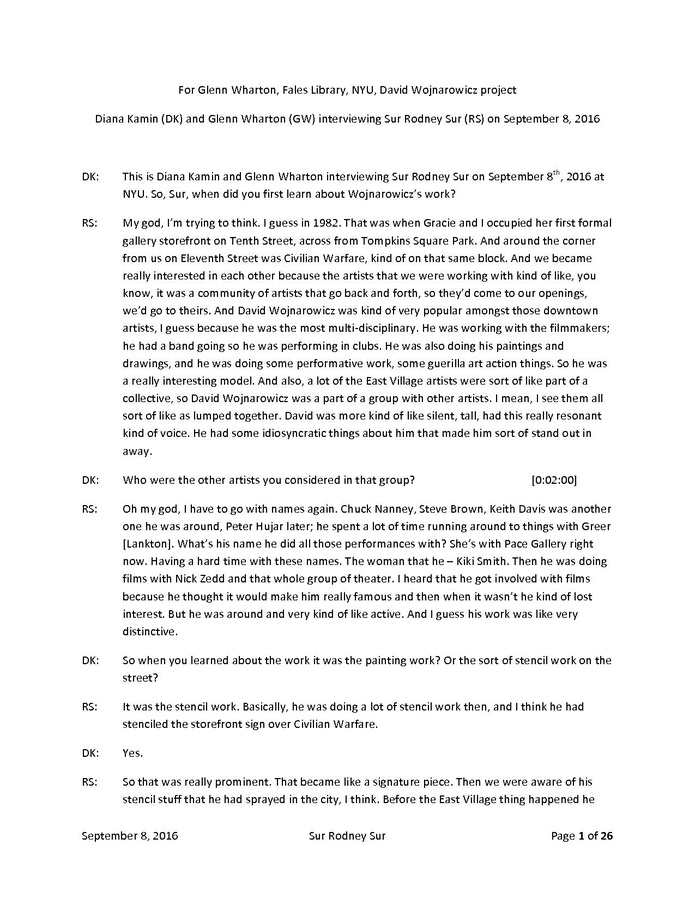 For Glenn Wharton, Fales Library, NYU, David Wojnarowicz project
Diana Kamin (DK) and Glenn Wharton (GW) interviewing Sur Rodney Sur (RS) on September 8, 2016
DK: This is Diana Kamin and Glenn Wharton interviewing Sur Rodney Sur on September 8th, 2016 at
NYU. So, Sur, when did you first learn about Wojnarowicz's work?
RS: My god, I'm trying to think. I guess in 1982. That was when Gracie and I occupied her first formal
gallery storefront on Tenth Street, across from Tompkins Square Park. And around the corner
from us on Eleventh Street was Civilian Warfare, kind of on that same block. And we became
really interested in each other because the artists that we were working with kind of like, you
know, it was a community of artists that go back and forth, so they'd come to our openings,
we'd go to theirs. And David Wojnarowicz was kind of very popular amongst those downtown
artists, I guess because he was the most multi-disciplinary. He was working with the filmmakers;
he had a band going so he was performing in clubs. He was also doing his paintings and
drawings, and he was doing some performative work, some guerilla art action things. So he was
a really interesting model. And also, a lot of the East Village artists were sort of like part of a
collective, so David Wojnarowicz was a part of a group with other artists. I mean, I see them all
sort of like as lumped together. David was more kind of like silent, tall, had this really resonant
kind of voice. He had some idiosyncratic things about him that made him sort of stand out in
away.
DK: Who were the other artists you considered in that group? [0:02:00]
RS: Oh my god, I have to go with names again. Chuck Nanney, Steve Brown, Keith Davis was another
one he was around, Peter Hujar later; he spent a lot of time running around to things with Greer
[Lankton]. What's his name he did all those performances with? She's with Pace Gallery right
now. Having a hard time with these names. The woman that he – Kiki Smith. Then he was doing
films with Nick Zedd and that whole group of theater. I heard that he got involved with films
because he thought it would make him really famous and then when it wasn't he kind of lost
interest. But he was around and very kind of like active. And I guess his work was like very
distinctive.
DK: So when you learned about the work it was the painting work? Or the sort of stencil work on the
street?
RS: It was the stencil work. Basically, he was doing a lot of stencil work then, and I think he had
stenciled the storefront sign over Civilian Warfare.
DK: Yes.
RS: So that was really prominent. That became like a signature piece. Then we were aware of his
stencil stuff that he had sprayed in the city, I think. Before the East Village thing happened he
September 8, 2016 Sur Rodney Sur Page 1 of 26